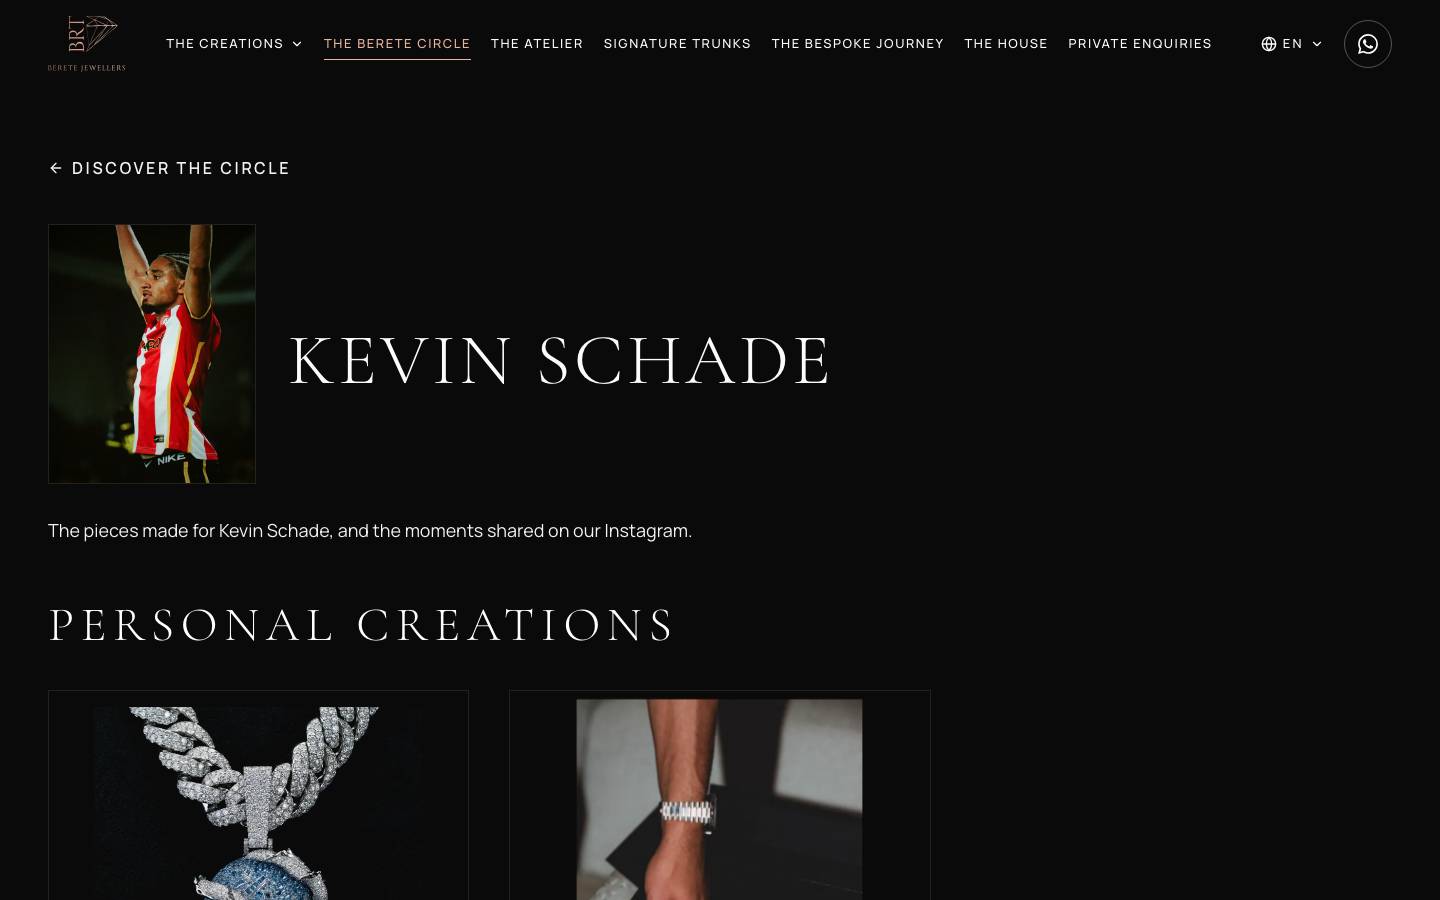 BRT
BERETE JEWELLERS
THE CREATIONS
THE BERETE CIRCLE
THE ATELIER
SIGNATURE TRUNKS
THE BESPOKE JOURNEY
THE HOUSE
PRIVATE ENQUIRIES
EN
← DISCOVER THE CIRCLE
NIKE
KEVIN SCHADE
The pieces made for Kevin Schade, and the moments shared on our Instagram.
PERSONAL CREATIONS